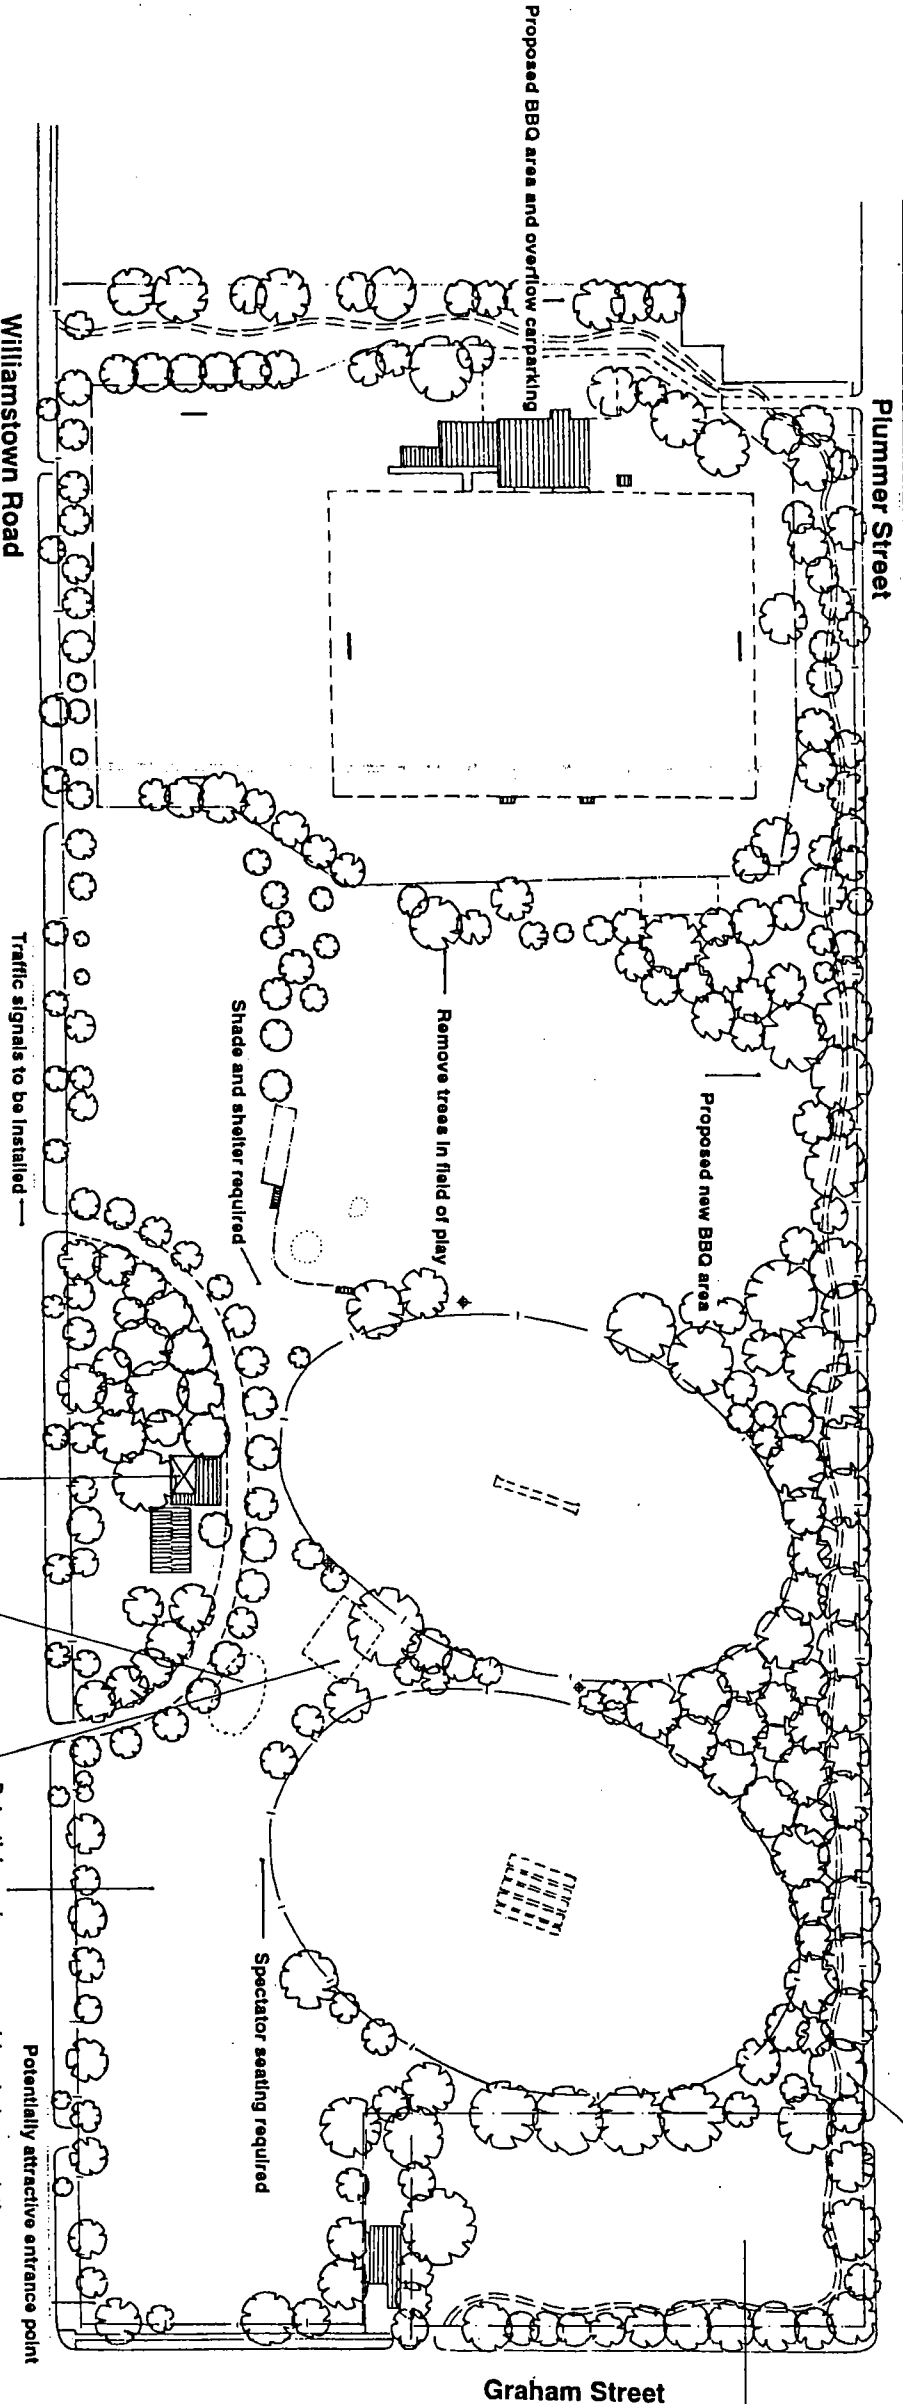 Proposed BBQ area and overflow carparking
Plummer Street
Williamstown Road
Proposed new BBQ area
Remove trees in field of play
Shade and shelter required
Traffic signals to be installed
Spectator seating required
Potentially attractive entrance point
Graham Street